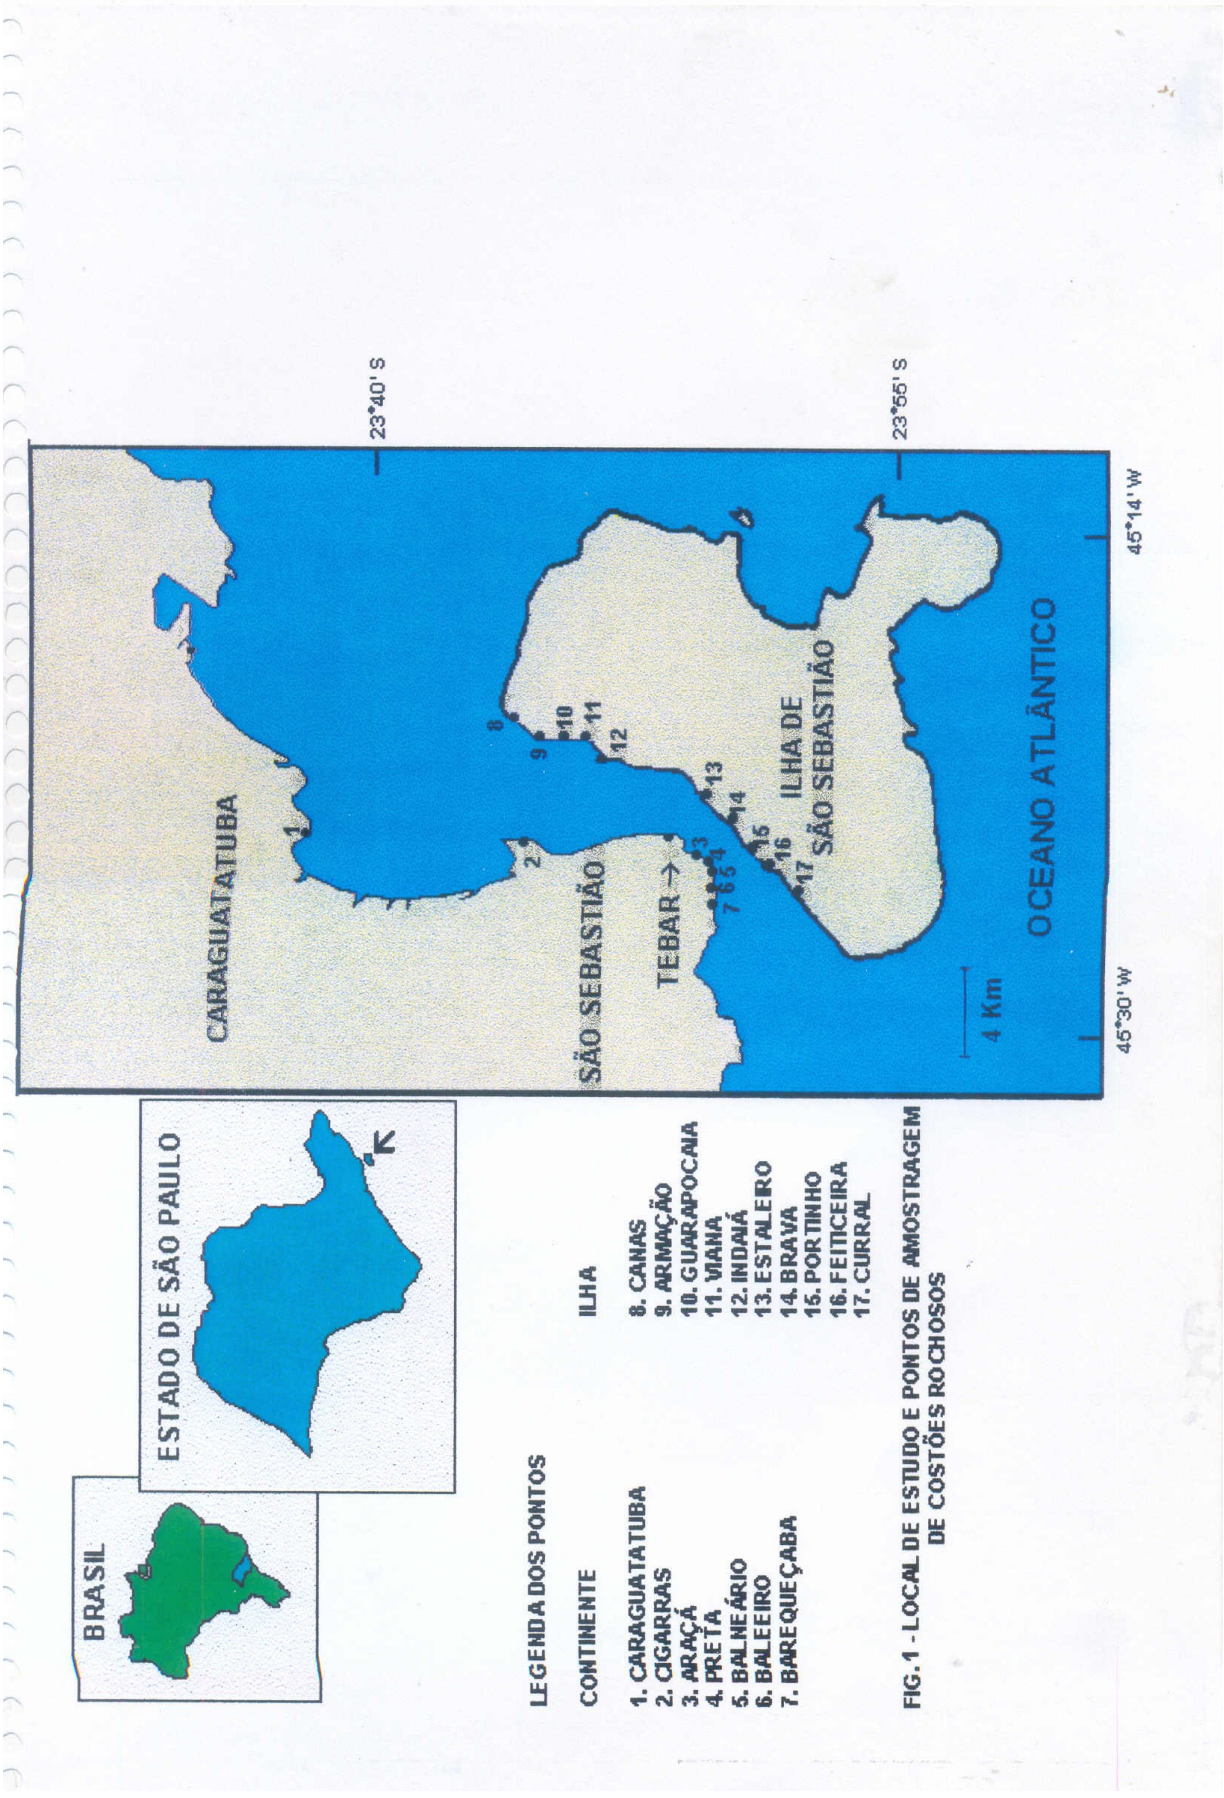 BRASIL
ESTADO DE SÃO PAULO
CARAGUATATUBA
1
2
SÃO SEBASTIÃO
TEBAR →
3
4
5
6
7
8
9
10
11
12
13
14
15
16
17
ILHA DE
SÃO SEBASTIÃO
OCEANO ATLÂNTICO
4 Km
23°40' S
23°55' S
45°30' W
45°14' W
LEGENDA DOS PONTOS
CONTINENTE
1. CARAGUATATUBA
2. CIGARRAS
3. ARAÇÁ
4. PRETA
5. BALNEÁRIO
6. BALEEIRO
7. BAREQUEÇABA
ILHA
8. CANAS
9. ARMAÇÃO
10. GUARAPOCAIA
11. VIANA
12. INDAIÁ
13. ESTALEIRO
14. BRAVA
15. PORTINHO
16. FEITICEIRA
17. CURRAL
FIG. 1 - LOCAL DE ESTUDO E PONTOS DE AMOSTRAGEM
DE COSTÕES ROCHOSOS